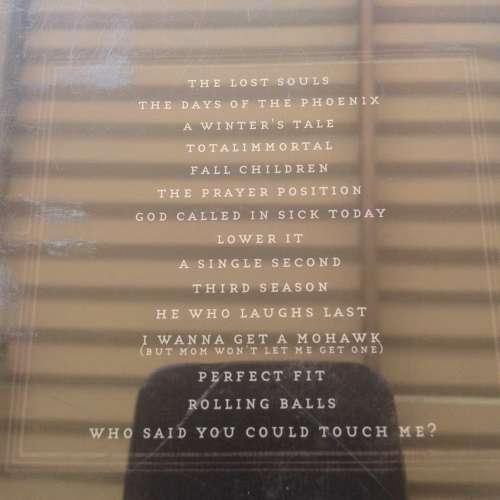 THE LOST SOULS
THE DAYS OF THE PHOENIX
A WINTER'S TALE
TOTALIMMORTAL
FALL CHILDREN
THE PRAYER POSITION
GOD CALLED IN SICK TODAY
LOWER IT
A SINGLE SECOND
THIRD SEASON
HE WHO LAUGHS LAST
I WANNA GET A MOHAWK
(BUT MOM WON'T LET ME GET ONE)
PERFECT FIT
ROLLING BALLS
WHO SAID YOU COULD TOUCH ME?